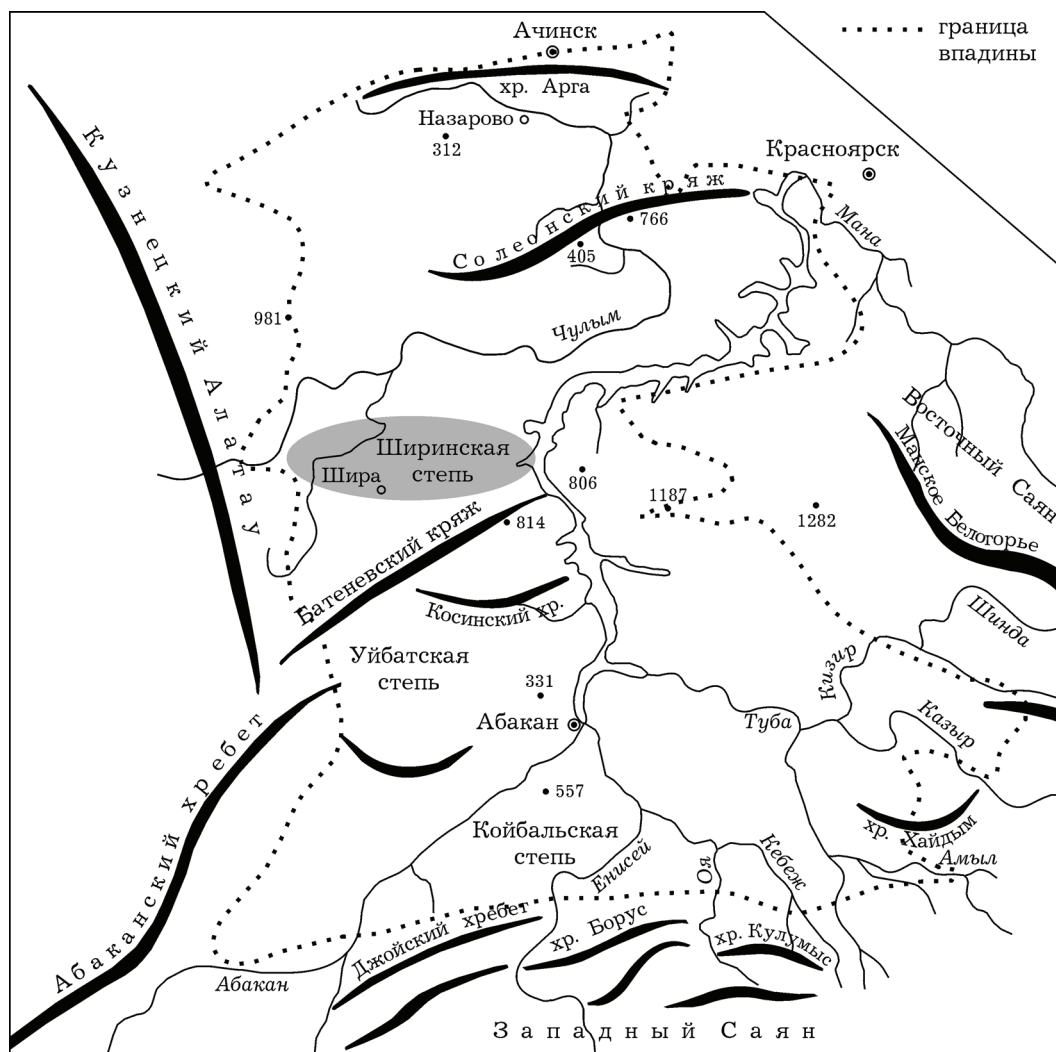 Ачинск
граница
впадины
хр. Арга
Назарово
312
Красноярск
Кузнецкий Алатау
Солеонский кряж
766
405
Мана
981
Чулым
Восточный Саян
Манское Белогорье
Ширинская
степь
Шира
806
1187
1282
814
Батеневский кряж
Косинский хр.
Шинда
Уйбатская
степь
Кизир
331
Абакан
Туба
Казыр
Абаканский хребет
557
Койбальская
степь
хр. Хайдым
Енисей
Оя
Кебеж
Амыл
Джойский хребет
хр. Борус
хр. Кулумыс
Абакан
Западный Саян